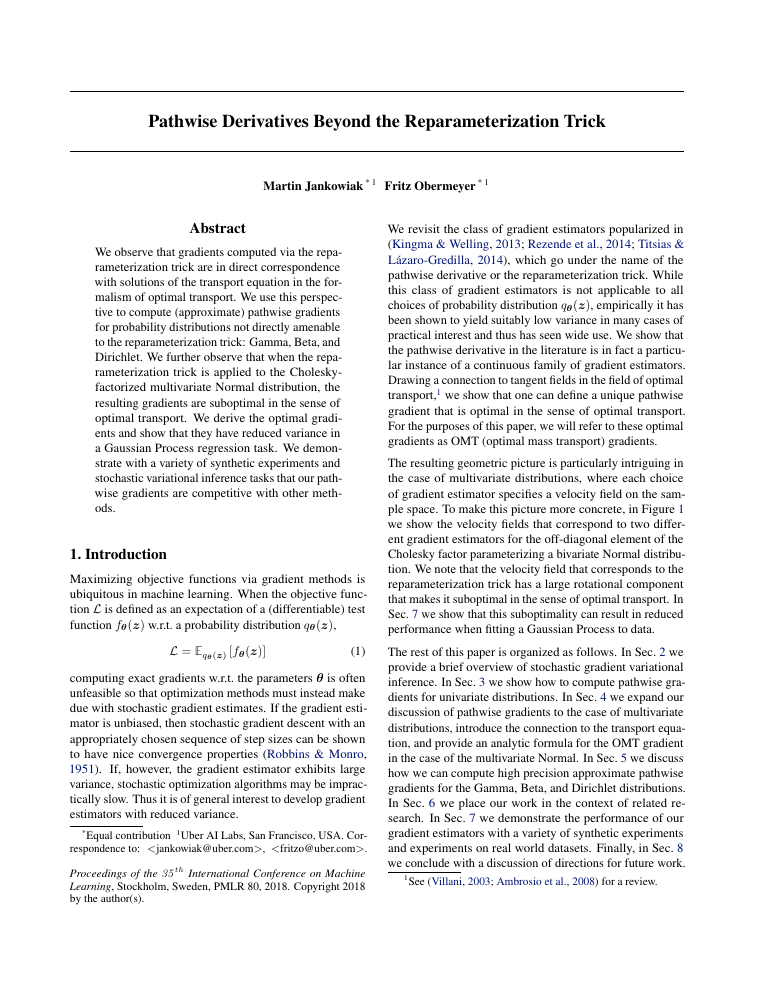 Pathwise Derivatives Beyond the Reparameterization Trick
Martin Jankowiak * 1 Fritz Obermeyer * 1
Abstract
We observe that gradients computed via the repa-
rameterization trick are in direct correspondence
with solutions of the transport equation in the for-
malism of optimal transport. We use this perspec-
tive to compute (approximate) pathwise gradients
for probability distributions not directly amenable
to the reparameterization trick: Gamma, Beta, and
Dirichlet. We further observe that when the repa-
rameterization trick is applied to the Cholesky-
factorized multivariate Normal distribution, the
resulting gradients are suboptimal in the sense of
optimal transport. We derive the optimal gradi-
ents and show that they have reduced variance in
a Gaussian Process regression task. We demon-
strate with a variety of synthetic experiments and
stochastic variational inference tasks that our path-
wise gradients are competitive with other meth-
ods.
1. Introduction
Maximizing objective functions via gradient methods is
ubiquitous in machine learning. When the objective func-
tion ℒ is defined as an expectation of a (differentiable) test
function f_θ(z) w.r.t. a probability distribution q_θ(z),
ℒ = 𝔼_{q_θ(z)} [f_θ(z)] (1)
computing exact gradients w.r.t. the parameters θ is often
unfeasible so that optimization methods must instead make
due with stochastic gradient estimates. If the gradient esti-
mator is unbiased, then stochastic gradient descent with an
appropriately chosen sequence of step sizes can be shown
to have nice convergence properties (Robbins & Monro,
1951). If, however, the gradient estimator exhibits large
variance, stochastic optimization algorithms may be imprac-
tically slow. Thus it is of general interest to develop gradient
estimators with reduced variance.
*Equal contribution 1Uber AI Labs, San Francisco, USA. Cor-
respondence to: <jankowiak@uber.com>, <fritzo@uber.com>.
Proceedings of the 35th International Conference on Machine
Learning, Stockholm, Sweden, PMLR 80, 2018. Copyright 2018
by the author(s).
We revisit the class of gradient estimators popularized in
(Kingma & Welling, 2013; Rezende et al., 2014; Titsias &
Lázaro-Gredilla, 2014), which go under the name of the
pathwise derivative or the reparameterization trick. While
this class of gradient estimators is not applicable to all
choices of probability distribution q_θ(z), empirically it has
been shown to yield suitably low variance in many cases of
practical interest and thus has seen wide use. We show that
the pathwise derivative in the literature is in fact a particu-
lar instance of a continuous family of gradient estimators.
Drawing a connection to tangent fields in the field of optimal
transport,1 we show that one can define a unique pathwise
gradient that is optimal in the sense of optimal transport.
For the purposes of this paper, we will refer to these optimal
gradients as OMT (optimal mass transport) gradients.
The resulting geometric picture is particularly intriguing in
the case of multivariate distributions, where each choice
of gradient estimator specifies a velocity field on the sam-
ple space. To make this picture more concrete, in Figure 1
we show the velocity fields that correspond to two differ-
ent gradient estimators for the off-diagonal element of the
Cholesky factor parameterizing a bivariate Normal distribu-
tion. We note that the velocity field that corresponds to the
reparameterization trick has a large rotational component
that makes it suboptimal in the sense of optimal transport. In
Sec. 7 we show that this suboptimality can result in reduced
performance when fitting a Gaussian Process to data.
The rest of this paper is organized as follows. In Sec. 2 we
provide a brief overview of stochastic gradient variational
inference. In Sec. 3 we show how to compute pathwise gra-
dients for univariate distributions. In Sec. 4 we expand our
discussion of pathwise gradients to the case of multivariate
distributions, introduce the connection to the transport equa-
tion, and provide an analytic formula for the OMT gradient
in the case of the multivariate Normal. In Sec. 5 we discuss
how we can compute high precision approximate pathwise
gradients for the Gamma, Beta, and Dirichlet distributions.
In Sec. 6 we place our work in the context of related re-
search. In Sec. 7 we demonstrate the performance of our
gradient estimators with a variety of synthetic experiments
and experiments on real world datasets. Finally, in Sec. 8
we conclude with a discussion of directions for future work.
1See (Villani, 2003; Ambrosio et al., 2008) for a review.